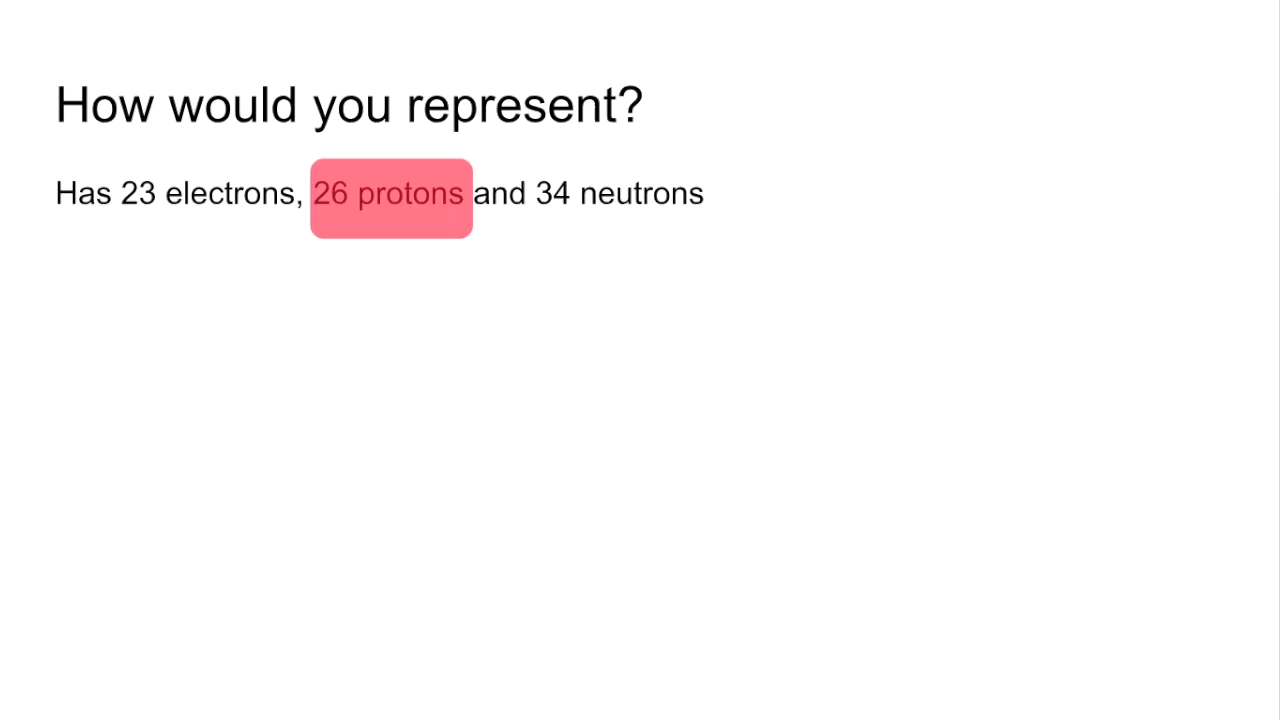 How would you represent?
Has 23 electrons, 26 protons and 34 neutrons